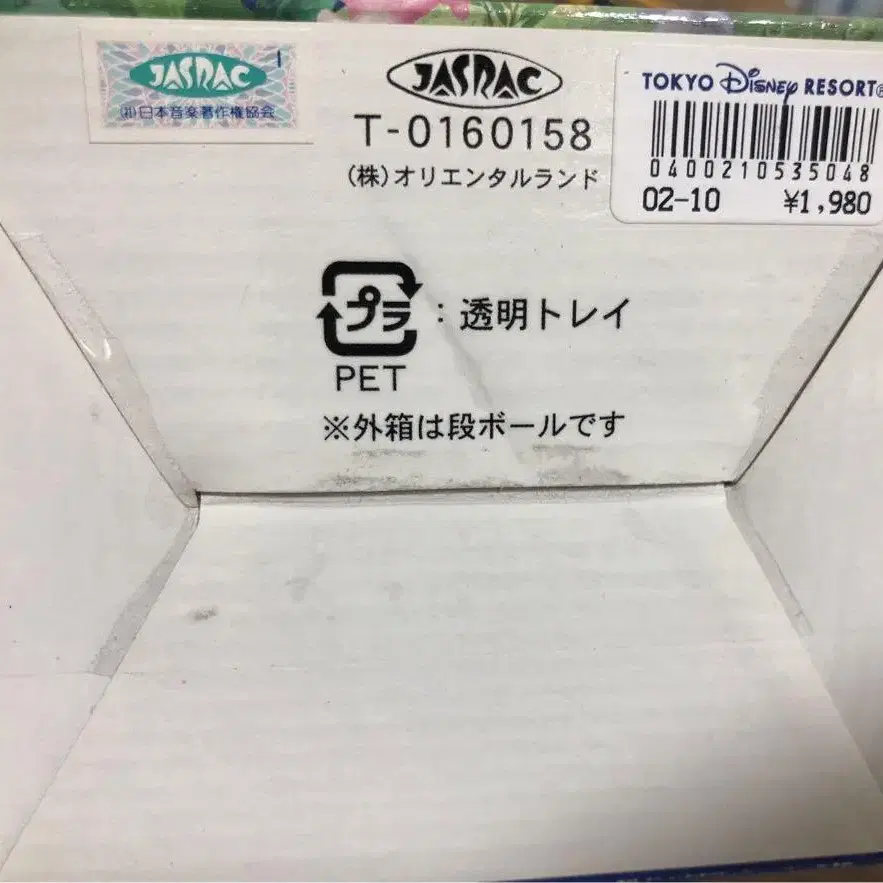 JASRAC
1
(社)日本音楽著作権協会
JASRAC
T-0160158
(株)オリエンタルランド
TOKYO Disney RESORT®
0400210535048
02-10 ¥1,980
プラ : 透明トレイ
PET
※外箱は段ボールです